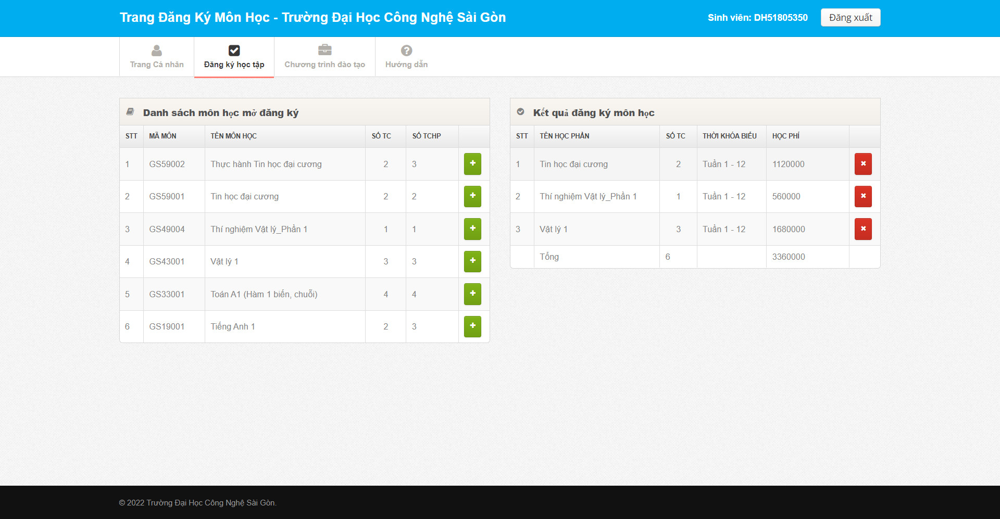 Trang Đăng Ký Môn Học - Trường Đại Học Công Nghệ Sài Gòn
Sinh viên: DH51805350
Đăng xuất
Trang Cá nhân
Đăng ký học tập
Chương trình đào tạo
Hướng dẫn
Danh sách môn học mở đăng ký
STT MÃ MÔN TÊN MÔN HỌC SỐ TC SỐ TCHP
1 GS59002 Thực hành Tin học đại cương 2 3
2 GS59001 Tin học đại cương 2 2
3 GS49004 Thí nghiệm Vật lý_Phần 1 1 1
4 GS43001 Vật lý 1 3 3
5 GS33001 Toán A1 (Hàm 1 biến, chuỗi) 4 4
6 GS19001 Tiếng Anh 1 2 3
Kết quả đăng ký môn học
STT TÊN HỌC PHẦN SỐ TC THỜI KHÓA BIỂU HỌC PHÍ
1 Tin học đại cương 2 Tuần 1 - 12 1120000
2 Thí nghiệm Vật lý_Phần 1 1 Tuần 1 - 12 560000
3 Vật lý 1 3 Tuần 1 - 12 1680000
Tổng 6 3360000
© 2022 Trường Đại Học Công Nghệ Sài Gòn.